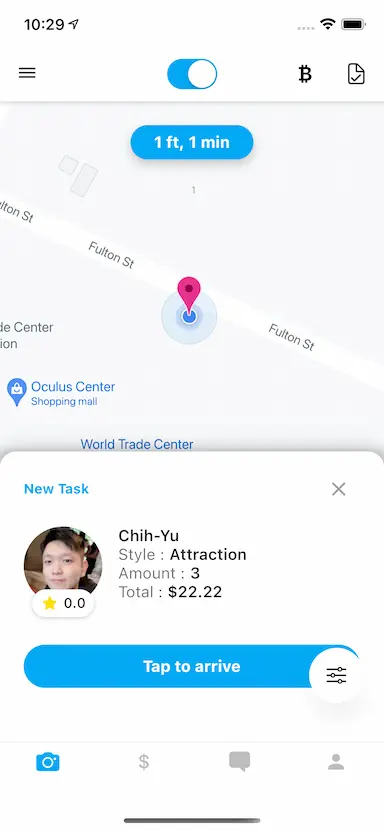 10:29
1 ft, 1 min
1
lton St
Fulton St
Fulton St
de Center
ion
Oculus Center
Shopping mall
World Trade Center
New Task
Chih-Yu
Style : Attraction
Amount : 3
Total : $22.22
0.0
Tap to arrive